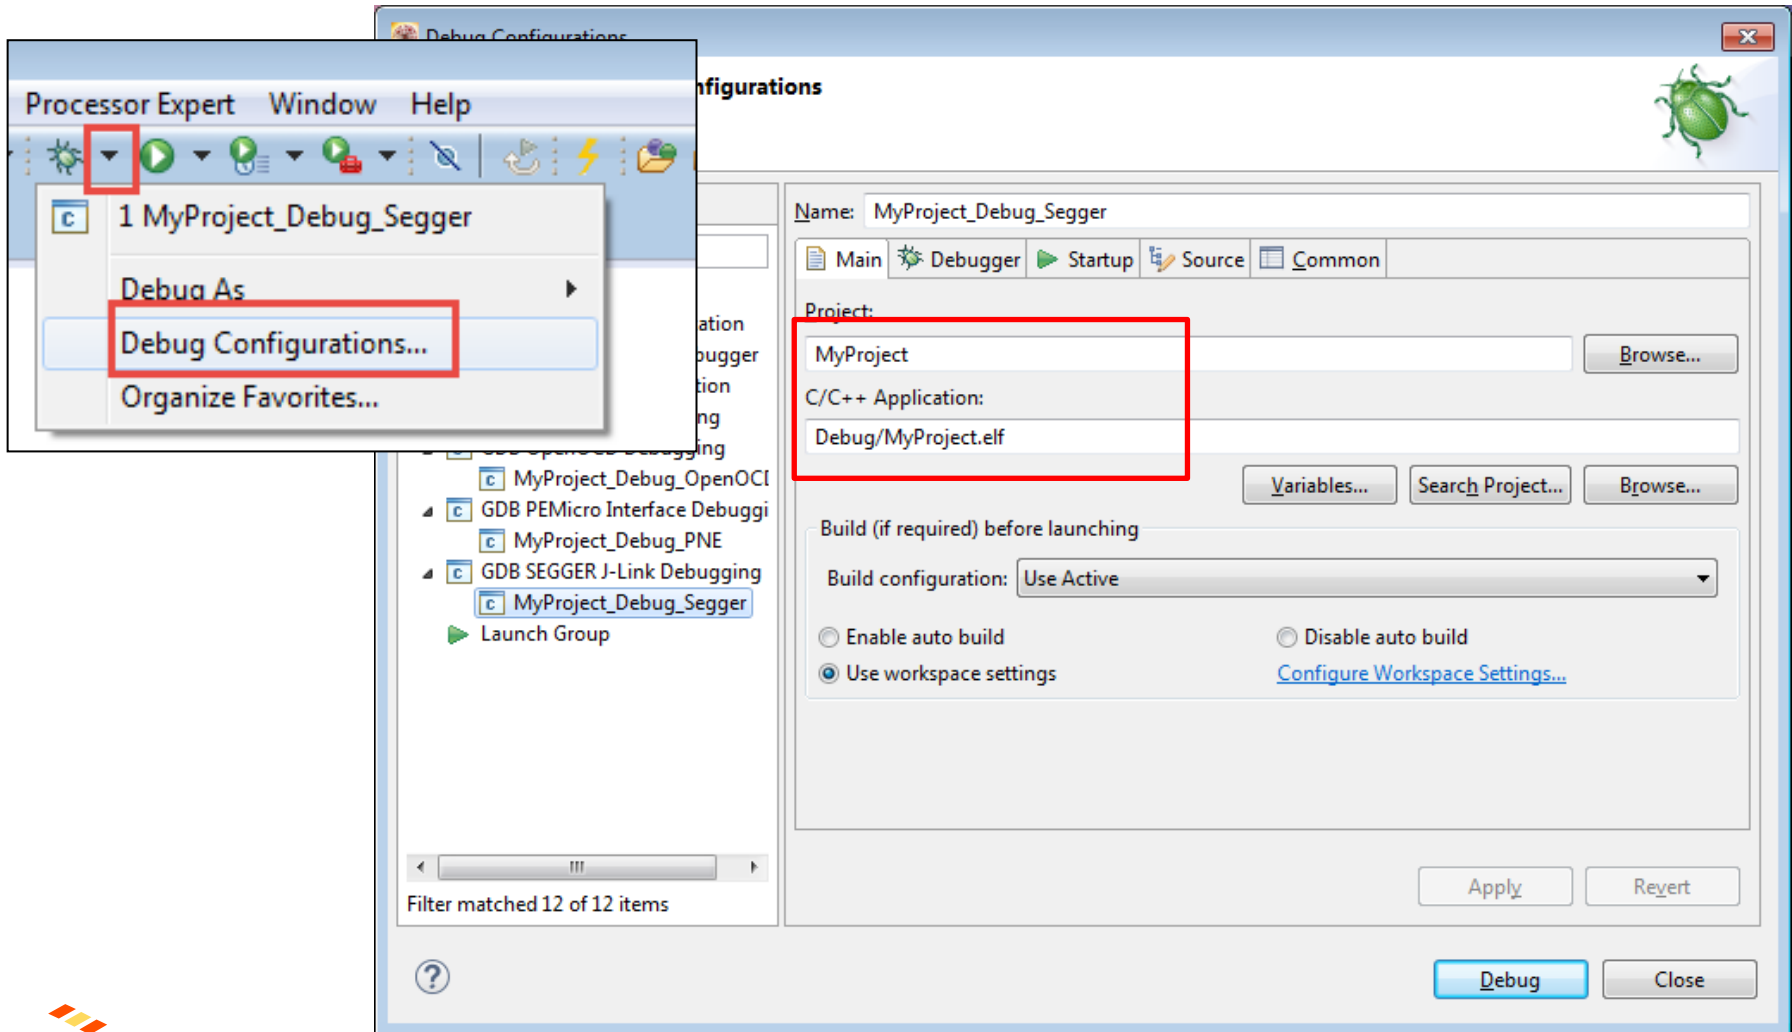 Debug Configurations
Processor Expert Window Help
1 MyProject_Debug_Segger
Debug As
Debug Configurations...
Organize Favorites...
nfigurations
ation
bugger
tion
ng
GDB OpenOCD Debugging
MyProject_Debug_OpenOCD
GDB PEMicro Interface Debuggi
MyProject_Debug_PNE
GDB SEGGER J-Link Debugging
MyProject_Debug_Segger
Launch Group
Filter matched 12 of 12 items
Name: MyProject_Debug_Segger
Main Debugger Startup Source Common
Project:
MyProject
Browse...
C/C++ Application:
Debug/MyProject.elf
Variables... Search Project... Browse...
Build (if required) before launching
Build configuration: Use Active
Enable auto build Disable auto build
Use workspace settings Configure Workspace Settings...
Apply Revert
Debug Close